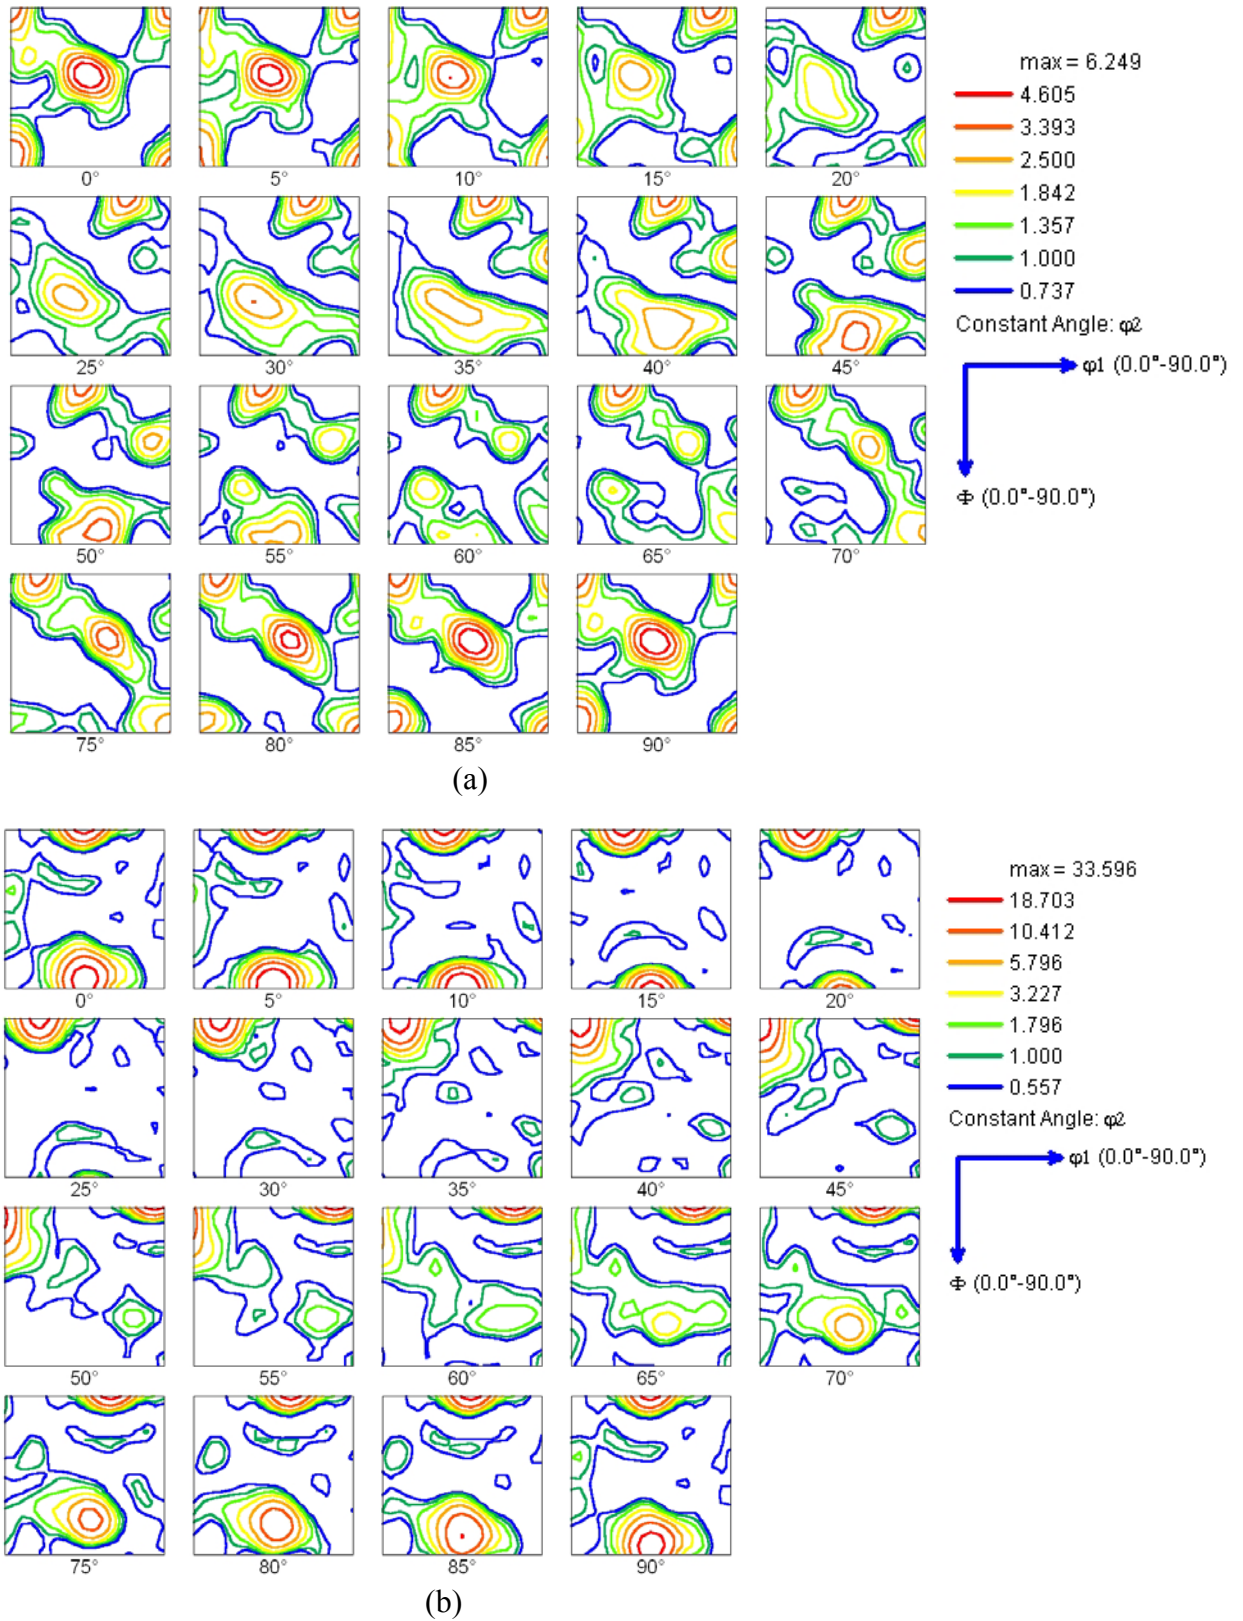 0° 5° 10° 15° 20°
25° 30° 35° 40° 45°
50° 55° 60° 65° 70°
75° 80° 85° 90°
max = 6.249
4.605
3.393
2.500
1.842
1.357
1.000
0.737
Constant Angle: φ2
φ1 (0.0°-90.0°)
Φ (0.0°-90.0°)
(a)
0° 5° 10° 15° 20°
25° 30° 35° 40° 45°
50° 55° 60° 65° 70°
75° 80° 85° 90°
max = 33.596
18.703
10.412
5.796
3.227
1.796
1.000
0.557
Constant Angle: φ2
φ1 (0.0°-90.0°)
Φ (0.0°-90.0°)
(b)